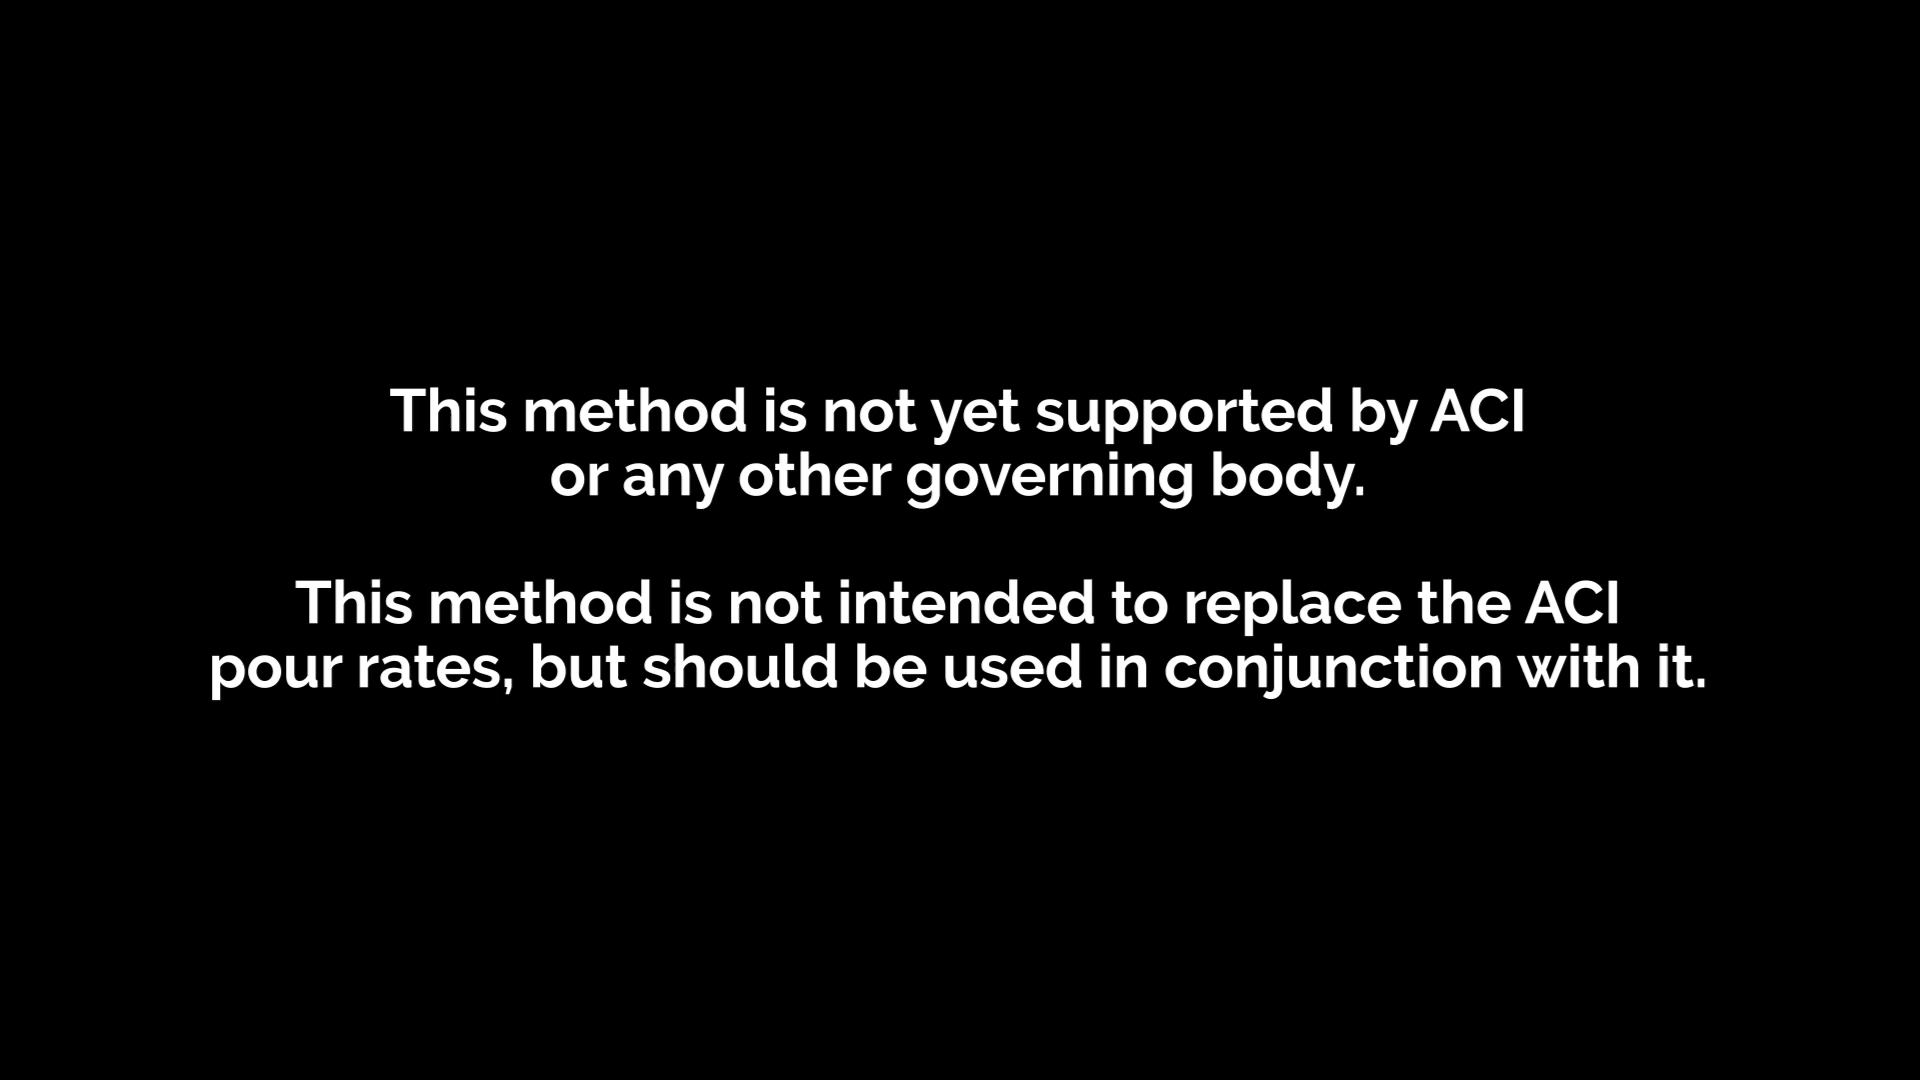 This method is not yet supported by ACI
or any other governing body.
This method is not intended to replace the ACI
pour rates, but should be used in conjunction with it.